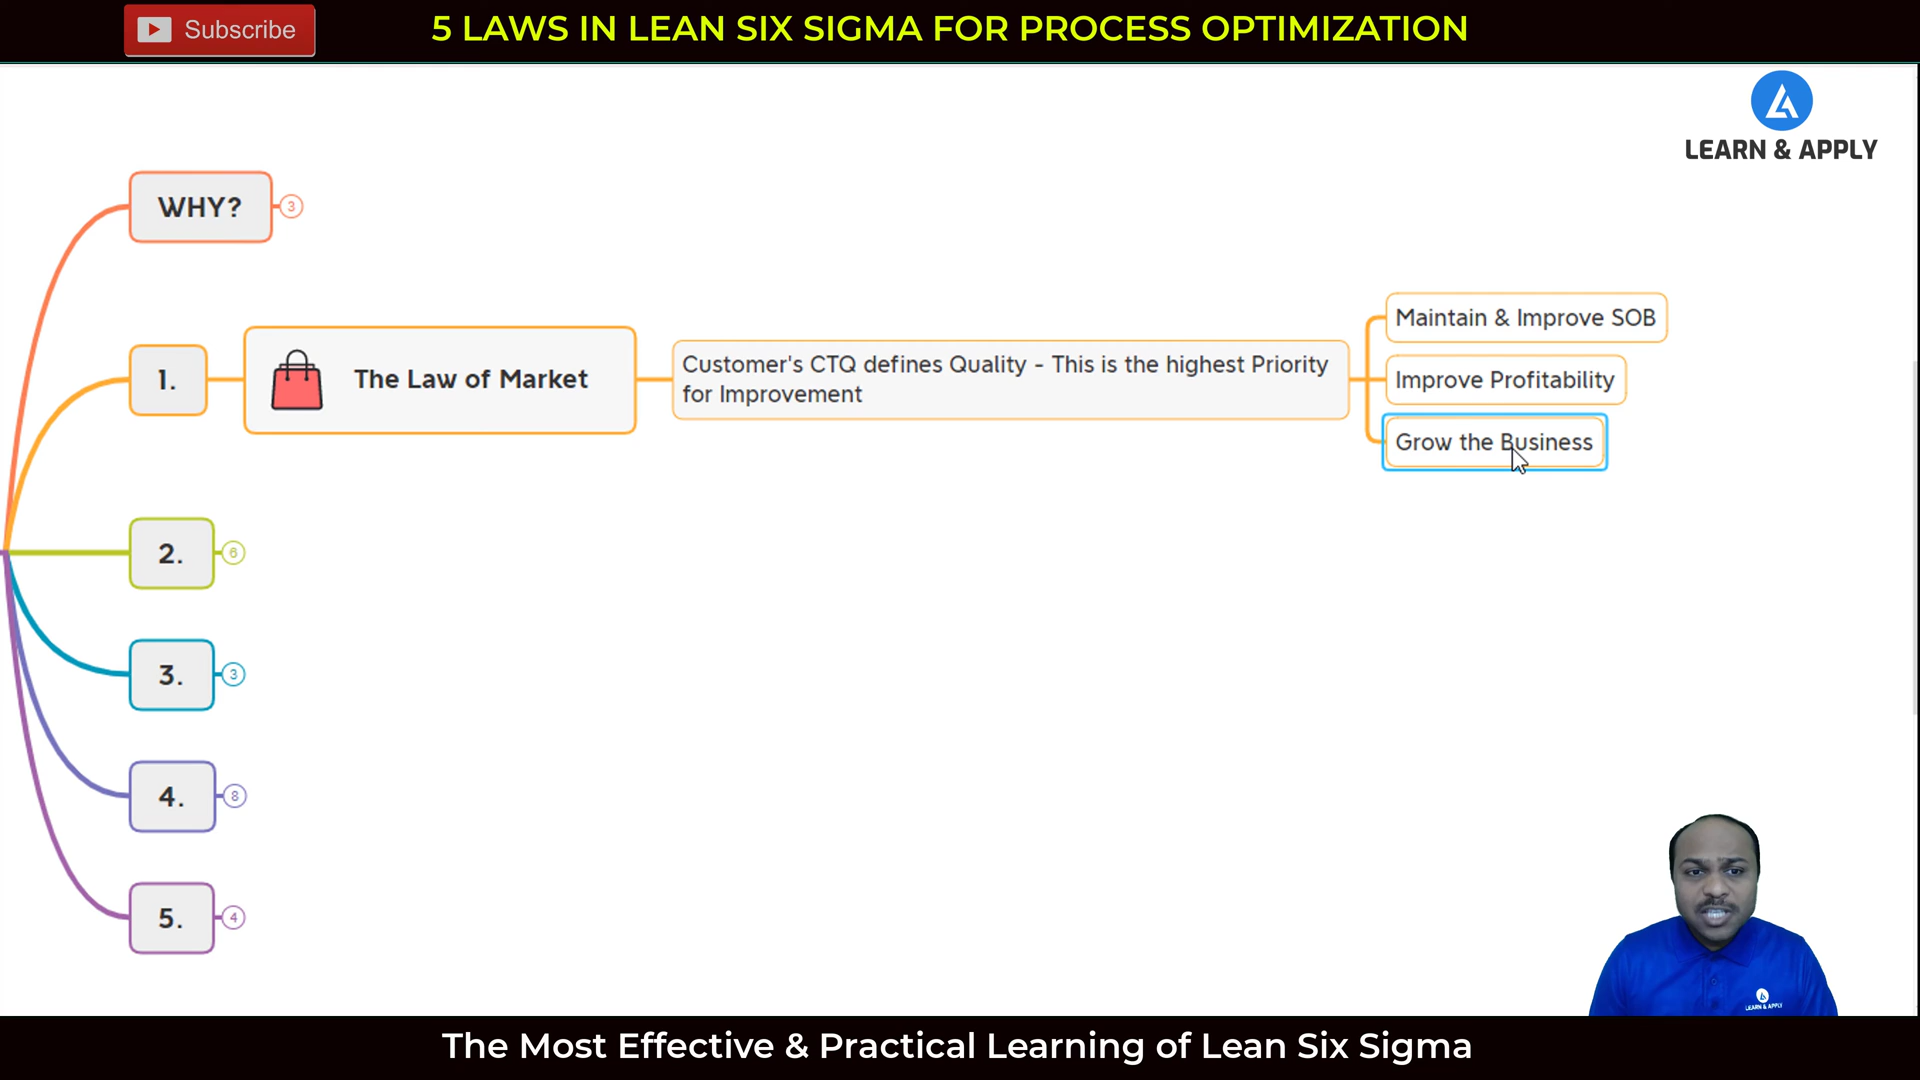 Subscribe
5 LAWS IN LEAN SIX SIGMA FOR PROCESS OPTIMIZATION
LEARN & APPLY
WHY?
3
1.
The Law of Market
Customer's CTQ defines Quality - This is the highest Priority
for Improvement
Maintain & Improve SOB
Improve Profitability
Grow the Business
2.
6
3.
3
4.
8
5.
4
LEARN & APPLY
The Most Effective & Practical Learning of Lean Six Sigma